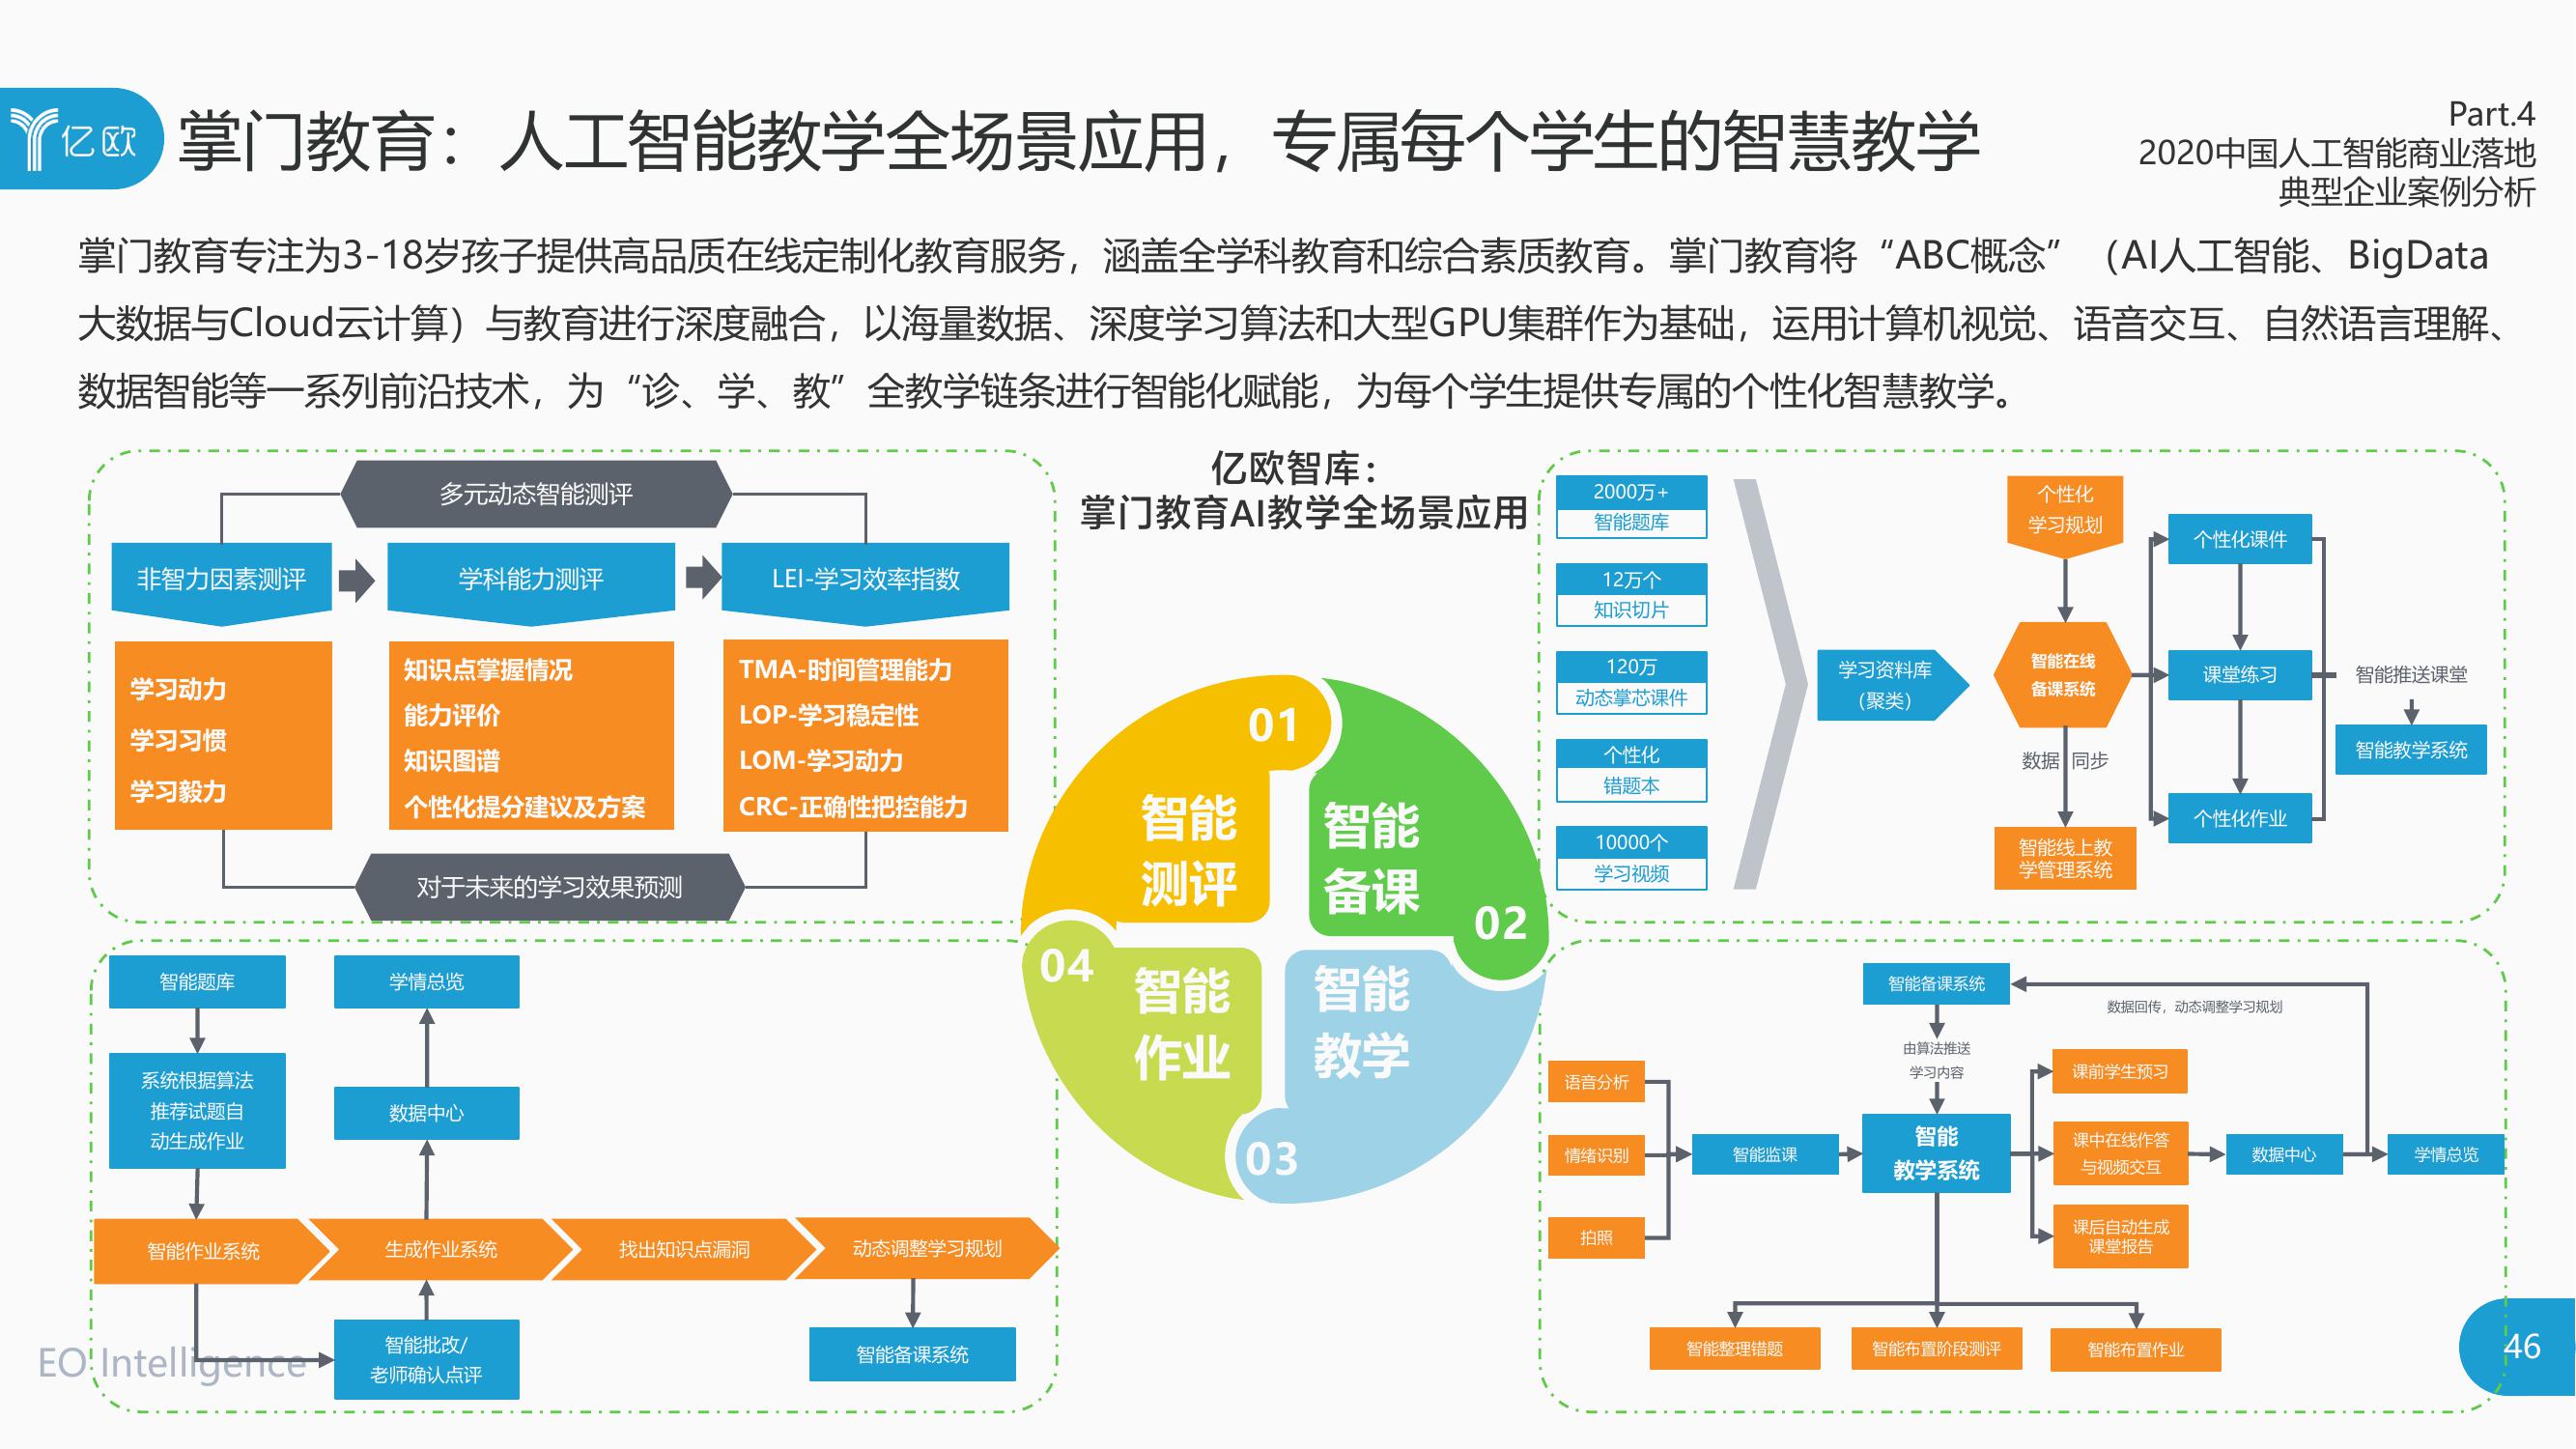 亿欧
掌门教育：人工智能教学全场景应用，专属每个学生的智慧教学
Part.4
2020中国人工智能商业落地
典型企业案例分析
掌门教育专注为3-18岁孩子提供高品质在线定制化教育服务，涵盖全学科教育和综合素质教育。掌门教育将“ABC概念”（AI人工智能、BigData
大数据与Cloud云计算）与教育进行深度融合，以海量数据、深度学习算法和大型GPU集群作为基础，运用计算机视觉、语音交互、自然语言理解、
数据智能等一系列前沿技术，为“诊、学、教”全教学链条进行智能化赋能，为每个学生提供专属的个性化智慧教学。
亿欧智库：
掌门教育AI教学全场景应用
多元动态智能测评
非智力因素测评
学科能力测评
LEI-学习效率指数
学习动力
学习习惯
学习毅力
知识点掌握情况
能力评价
知识图谱
个性化提分建议及方案
TMA-时间管理能力
LOP-学习稳定性
LOM-学习动力
CRC-正确性把控能力
对于未来的学习效果预测
01
智能
测评
智能
备课
02
04
智能
作业
智能
教学
03
2000万+
智能题库
12万个
知识切片
120万
动态掌芯课件
个性化
错题本
10000个
学习视频
学习资料库
（聚类）
个性化
学习规划
智能在线
备课系统
数据 同步
智能线上教
学管理系统
个性化课件
课堂练习
个性化作业
智能推送课堂
智能教学系统
智能题库
系统根据算法
推荐试题自
动生成作业
学情总览
数据中心
智能作业系统
生成作业系统
找出知识点漏洞
动态调整学习规划
智能批改/
老师确认点评
智能备课系统
智能备课系统
数据回传，动态调整学习规划
由算法推送
学习内容
语音分析
情绪识别
拍照
智能监课
智能
教学系统
课前学生预习
课中在线作答
与视频交互
课后自动生成
课堂报告
数据中心
学情总览
智能整理错题
智能布置阶段测评
智能布置作业
EO Intelligence
46